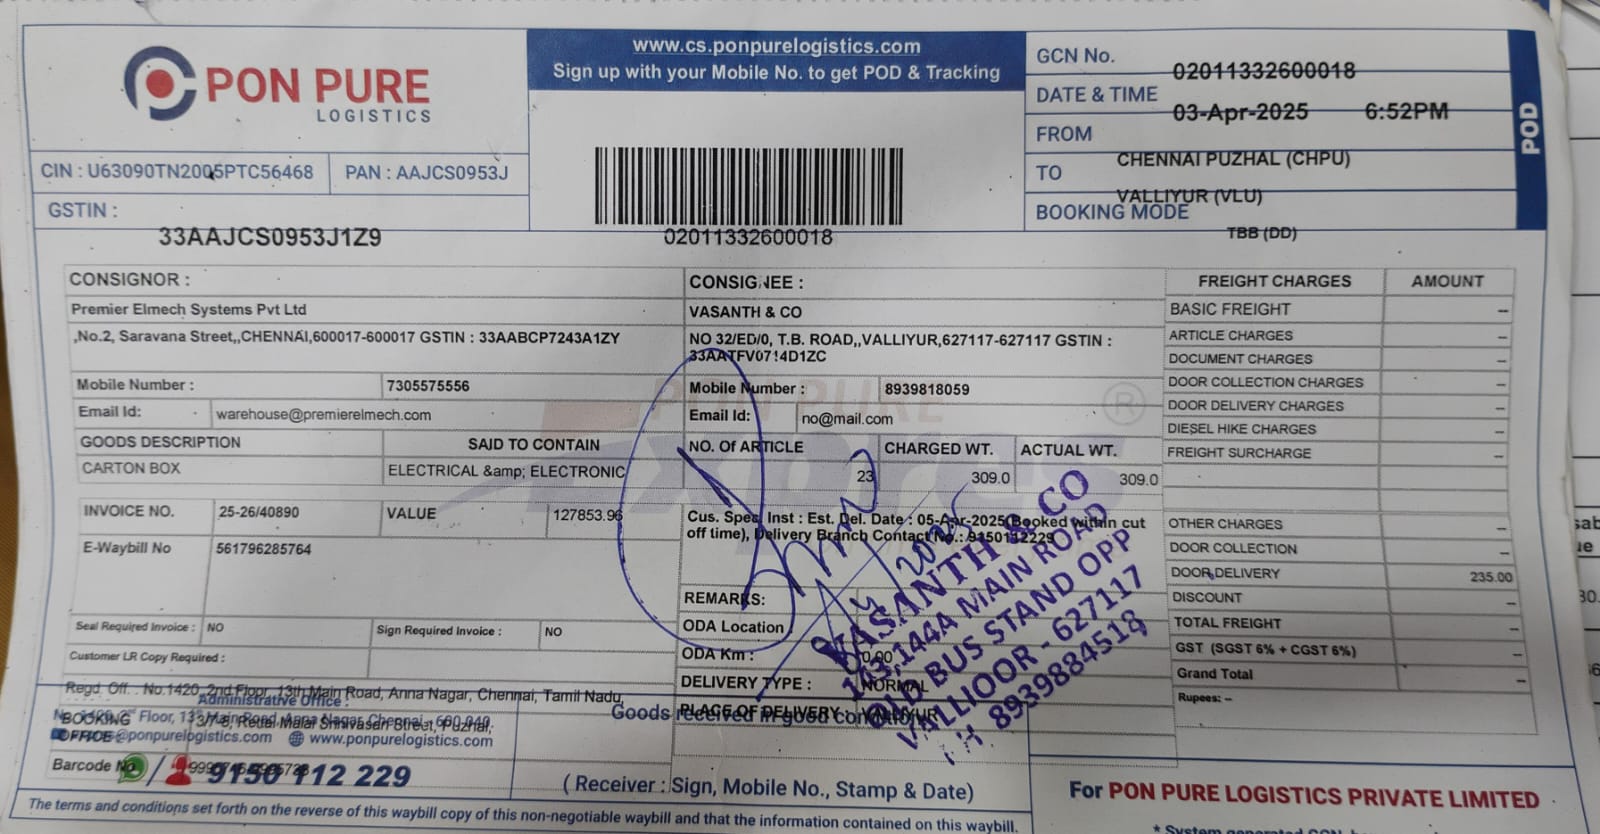 PON PURE
LOGISTICS
www.cs.ponpurelogistics.com
Sign up with your Mobile No. to get POD & Tracking
GCN No. 02011332600018
DATE & TIME 03-Apr-2025 6:52PM
FROM CHENNAI PUZHAL (CHPU)
TO VALLIYUR (VLU)
BOOKING MODE TBB (DD)
POD
CIN : U63090TN2005PTC56468 PAN : AAJCS0953J
GSTIN : 33AAJCS0953J1Z9
02011332600018
CONSIGNOR :
Premier Elmech Systems Pvt Ltd
,No.2, Saravana Street,,CHENNAI,600017-600017 GSTIN : 33AABCP7243A1ZY
Mobile Number : 7305575556
Email Id: warehouse@premierelmech.com
GOODS DESCRIPTION SAID TO CONTAIN
CARTON BOX ELECTRICAL &amp; ELECTRONIC
INVOICE NO. 25-26/40890 VALUE 127853.96
E-Waybill No 561796285764
Seal Required Invoice : NO Sign Required Invoice : NO
Customer LR Copy Required :
CONSIGNEE :
VASANTH & CO
NO 32/ED/0, T.B. ROAD,,VALLIYUR,627117-627117 GSTIN :
Mobile Number : 8939818059
Email Id: no@mail.com
NO. Of ARTICLE CHARGED WT. ACTUAL WT.
23 309.0 309.0
Cus. Spec. Inst : Est. Del. Date : 05-Apr-2025(Booked within cut
off time), Delivery Branch Contact No.: 9150112229
REMARKS:
ODA Location
ODA Km : 0.00
DELIVERY TYPE : NORMAL
PLACE OF DELIVERY : VALLIYUR
FREIGHT CHARGES AMOUNT
BASIC FREIGHT --
ARTICLE CHARGES --
DOCUMENT CHARGES --
DOOR COLLECTION CHARGES --
DOOR DELIVERY CHARGES --
DIESEL HIKE CHARGES --
FREIGHT SURCHARGE --
OTHER CHARGES --
DOOR COLLECTION --
DOOR DELIVERY 235.00
DISCOUNT --
TOTAL FREIGHT --
GST (SGST 6% + CGST 6%) --
Grand Total --
Rupees: --
VASANTH & CO
143,144A MAIN ROAD
OLD BUS STAND OPP
VALLIOOR - 627117
PH 8939884518
Regd. Off. : No.1420, 2nd Floor, 13th Main Road, Anna Nagar, Chennai, Tamil Nadu,
Administrative Office :
BOOKING
OFFICE
@ponpurelogistics.com www.ponpurelogistics.com
Barcode No
9150 112 229
Goods received in good condition
( Receiver : Sign, Mobile No., Stamp & Date)
For PON PURE LOGISTICS PRIVATE LIMITED
The terms and conditions set forth on the reverse of this waybill copy of this non-negotiable waybill and that the information contained on this waybill.